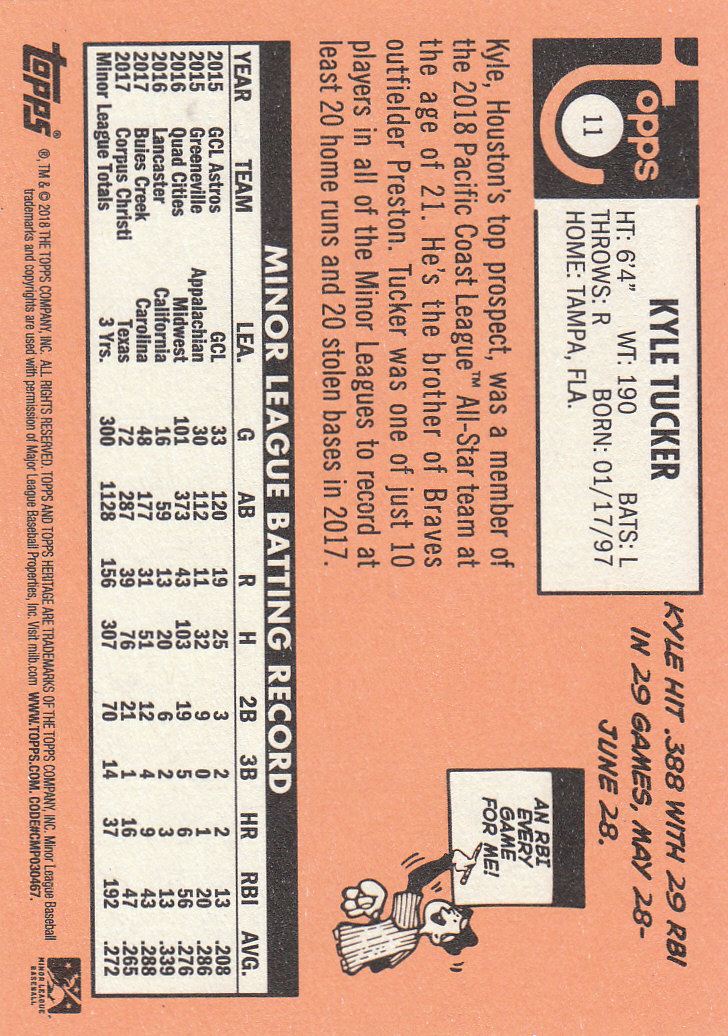 Topps
11
KYLE TUCKER
HT: 6'4" WT: 190 BATS: L
THROWS: R BORN: 01/17/97
HOME: TAMPA, FLA.
KYLE HIT .388 WITH 29 RBI
IN 29 GAMES, MAY 28-
JUNE 28.
AN RBI
EVERY
GAME
FOR ME!
Kyle, Houston's top prospect, was a member of
the 2018 Pacific Coast League™ All-Star team at
the age of 21. He's the brother of Braves
outfielder Preston. Tucker was one of just 10
players in all of the Minor Leagues to record at
least 20 home runs and 20 stolen bases in 2017.
MINOR LEAGUE BATTING RECORD
YEAR TEAM LEA. G AB R H 2B 3B HR RBI AVG.
2015 GCL Astros GCL 33 120 19 25 3 2 2 13 .208
2015 Greeneville Appalachian 30 112 11 32 9 0 1 20 .286
2016 Quad Cities Midwest 101 373 43 103 19 5 6 56 .276
2016 Lancaster California 16 59 13 20 6 2 3 13 .339
2017 Buies Creek Carolina 48 177 31 51 12 4 9 43 .288
2017 Corpus Christi Texas 72 287 39 76 21 1 16 47 .265
Minor League Totals 3 Yrs. 300 1128 156 307 70 14 37 192 .272
topps®
®, TM & © 2018 THE TOPPS COMPANY, INC. ALL RIGHTS RESERVED. TOPPS AND TOPPS HERITAGE ARE TRADEMARKS OF THE TOPPS COMPANY, INC. Minor League Baseball
trademarks and copyrights are used with permission of Major League Baseball Properties, Inc. Visit milb.com WWW.TOPPS.COM. CODE#CMP030467.
MINOR LEAGUE
BASEBALL